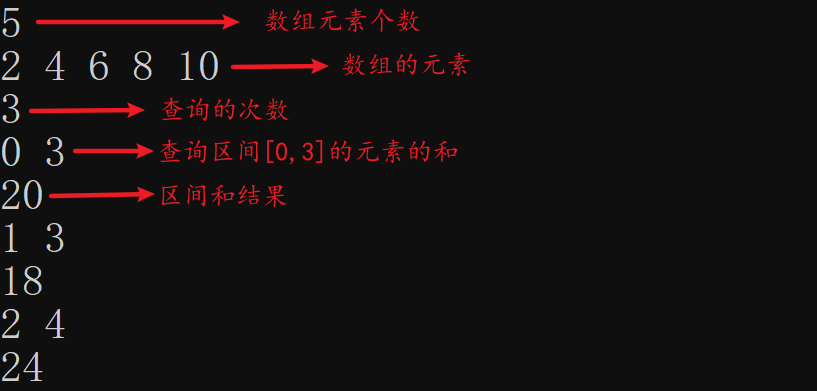 5 数组元素个数
2 4 6 8 10 数组的元素
3 查询的次数
0 3 查询区间[0,3]的元素的和
20 区间和结果
1 3
18
2 4
24